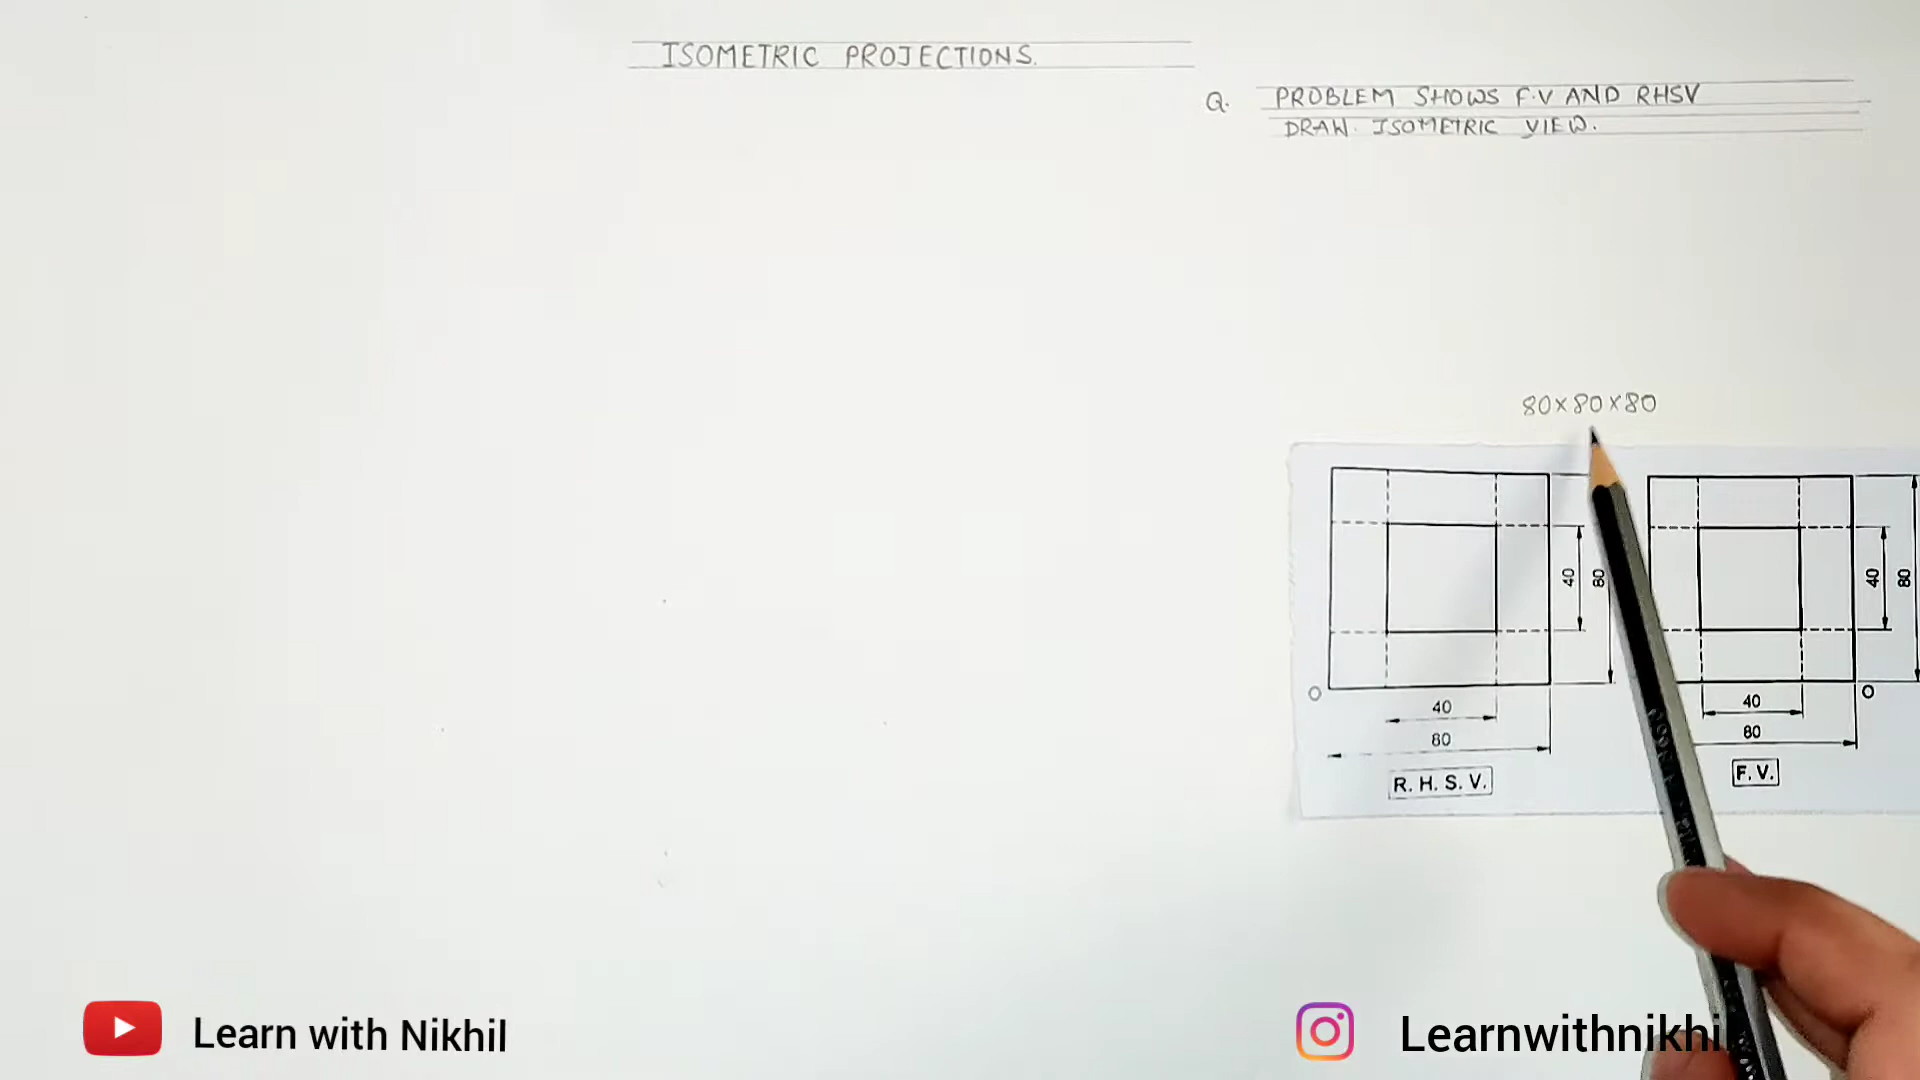 ISOMETRIC PROJECTIONS.
Q. PROBLEM SHOWS F.V AND RHSV
DRAW. ISOMETRIC VIEW.
80×80×80
40
80
O
40
80
R. H. S. V.
40
80
O
40
80
F. V.
Learn with Nikhil
Learnwithnikhil